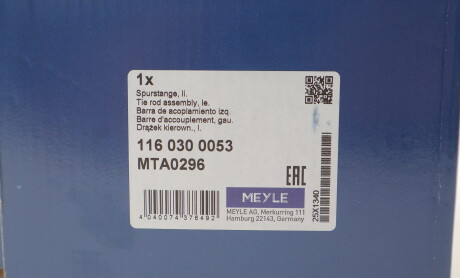 1x
Spurstange, li.
Tie rod assembly, le.
Barra de acoplamiento izq.
Barre d'accouplement, gau.
Drążek kierown., l.
116 030 0053
MTA0296
4 040074 378492
EAC
MEYLE
MEYLE AG, Merkurring 111
Hamburg 22143, Germany
25X1340